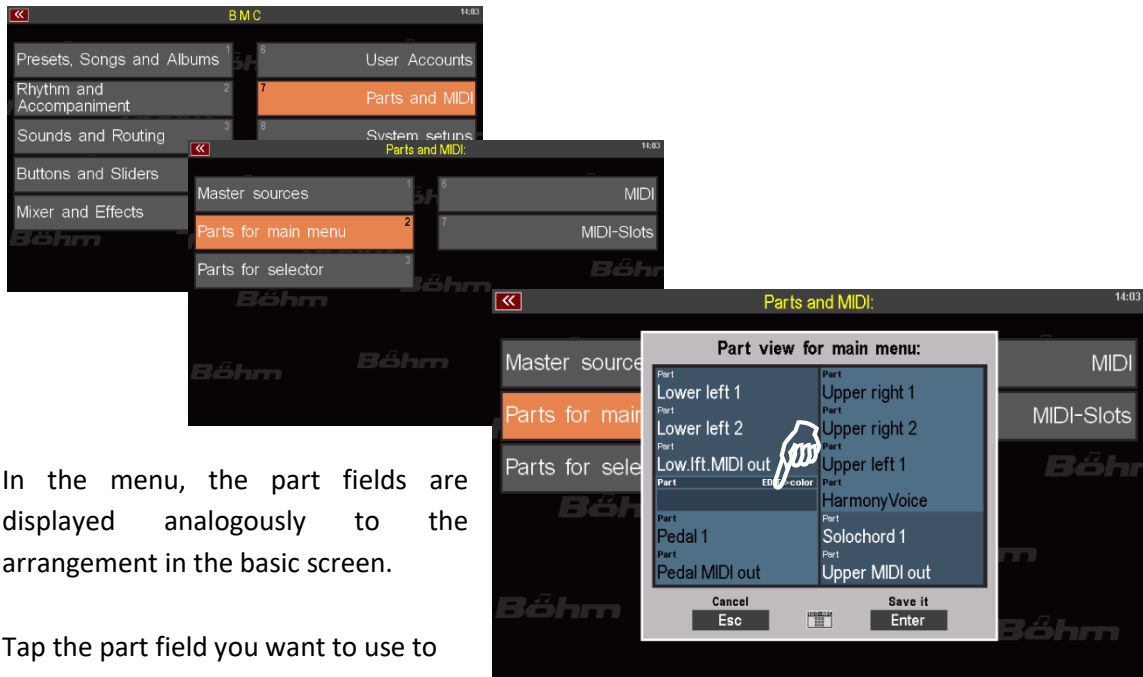 BMC
14:03
Presets, Songs and Albums 1
6 User Accounts
Rhythm and
Accompaniment 2
7 Parts and MIDI
Sounds and Routing 3
8 System setups
Buttons and Sliders
Mixer and Effects
Böhm
Parts and MIDI:
14:03
Master sources 1
6 MIDI
Parts for main menu 2
7 MIDI-Slots
Parts for selector 3
Böhm
Böhm
Böhm
Böhm
Böhm
Parts and MIDI:
14:03
Master source
MIDI
Parts for mai
MIDI-Slots
Parts for sele
Böhm
Böhm
Böhm
Part view for main menu:
Part
Lower left 1
Part
Lower left 2
Part
Low.lft.MIDI out
Part
Part
Pedal 1
Part
Pedal MIDI out
Part
Upper right 1
Part
Upper right 2
Part
Upper left 1
Part
HarmonyVoice
Part
Solochord 1
Part
Upper MIDI out
Cancel
Esc
Save it
Enter
In the menu, the part fields are
displayed analogously to the
arrangement in the basic screen.
Tap the part field you want to use to